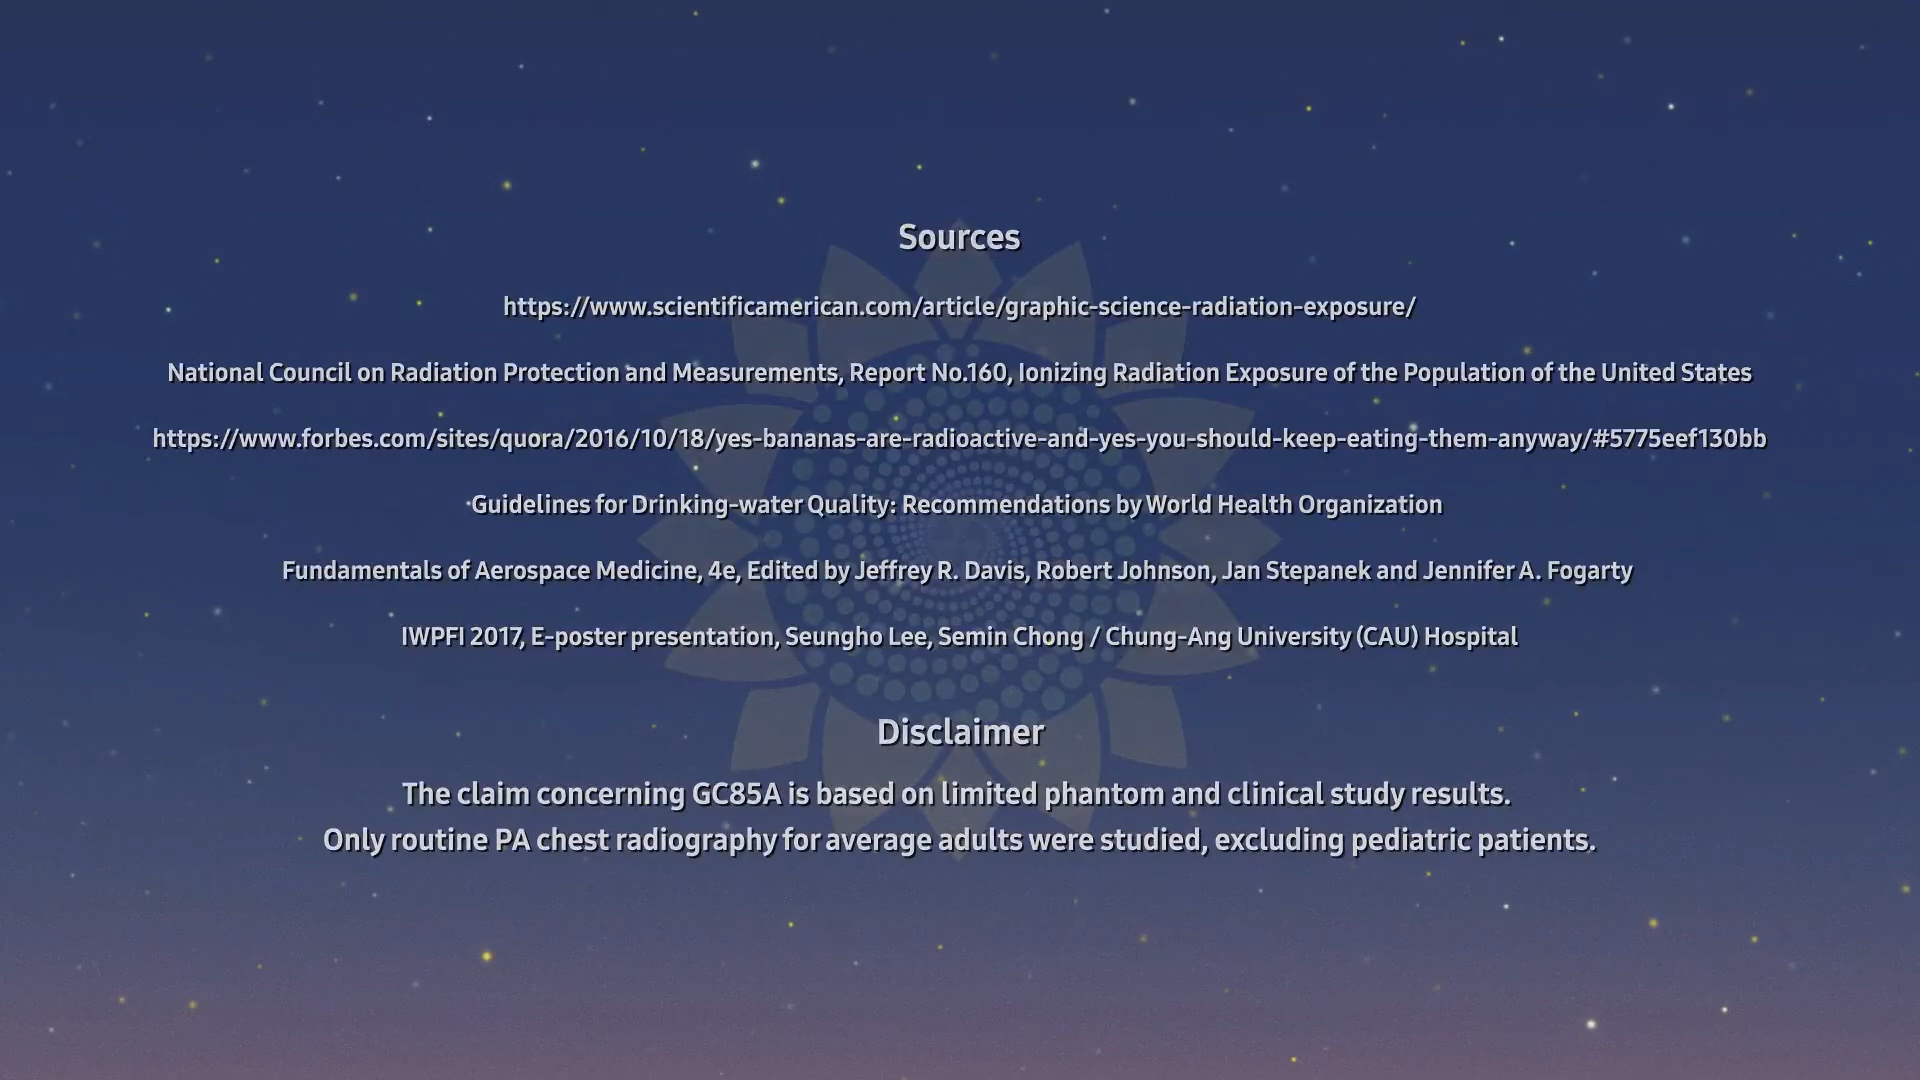 Sources
https://www.scientificamerican.com/article/graphic-science-radiation-exposure/
National Council on Radiation Protection and Measurements, Report No.160, Ionizing Radiation Exposure of the Population of the United States
https://www.forbes.com/sites/quora/2016/10/18/yes-bananas-are-radioactive-and-yes-you-should-keep-eating-them-anyway/#5775eef130bb
Guidelines for Drinking-water Quality: Recommendations by World Health Organization
Fundamentals of Aerospace Medicine, 4e, Edited by Jeffrey R. Davis, Robert Johnson, Jan Stepanek and Jennifer A. Fogarty
IWPFI 2017, E-poster presentation, Seungho Lee, Semin Chong / Chung-Ang University (CAU) Hospital
Disclaimer
The claim concerning GC85A is based on limited phantom and clinical study results.
Only routine PA chest radiography for average adults were studied, excluding pediatric patients.